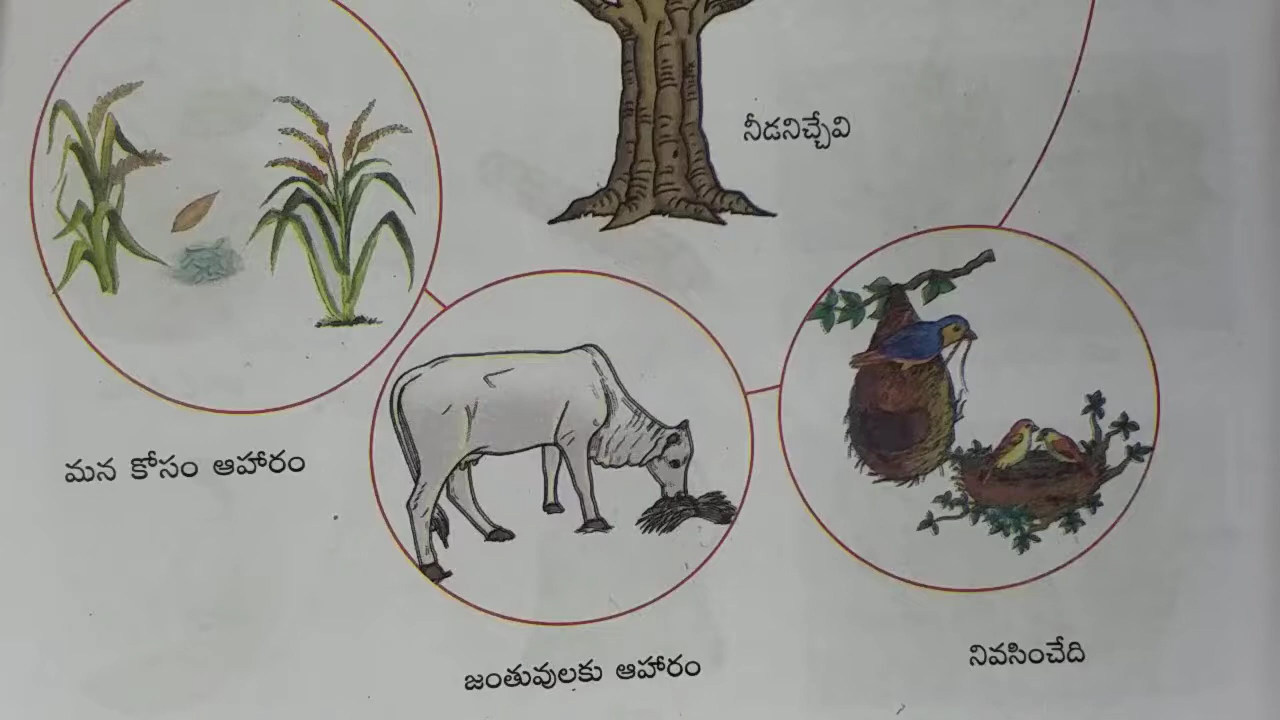 నీడనిచ్చేవి
మన కోసం ఆహారం
జంతువులకు ఆహారం
నివసించేది